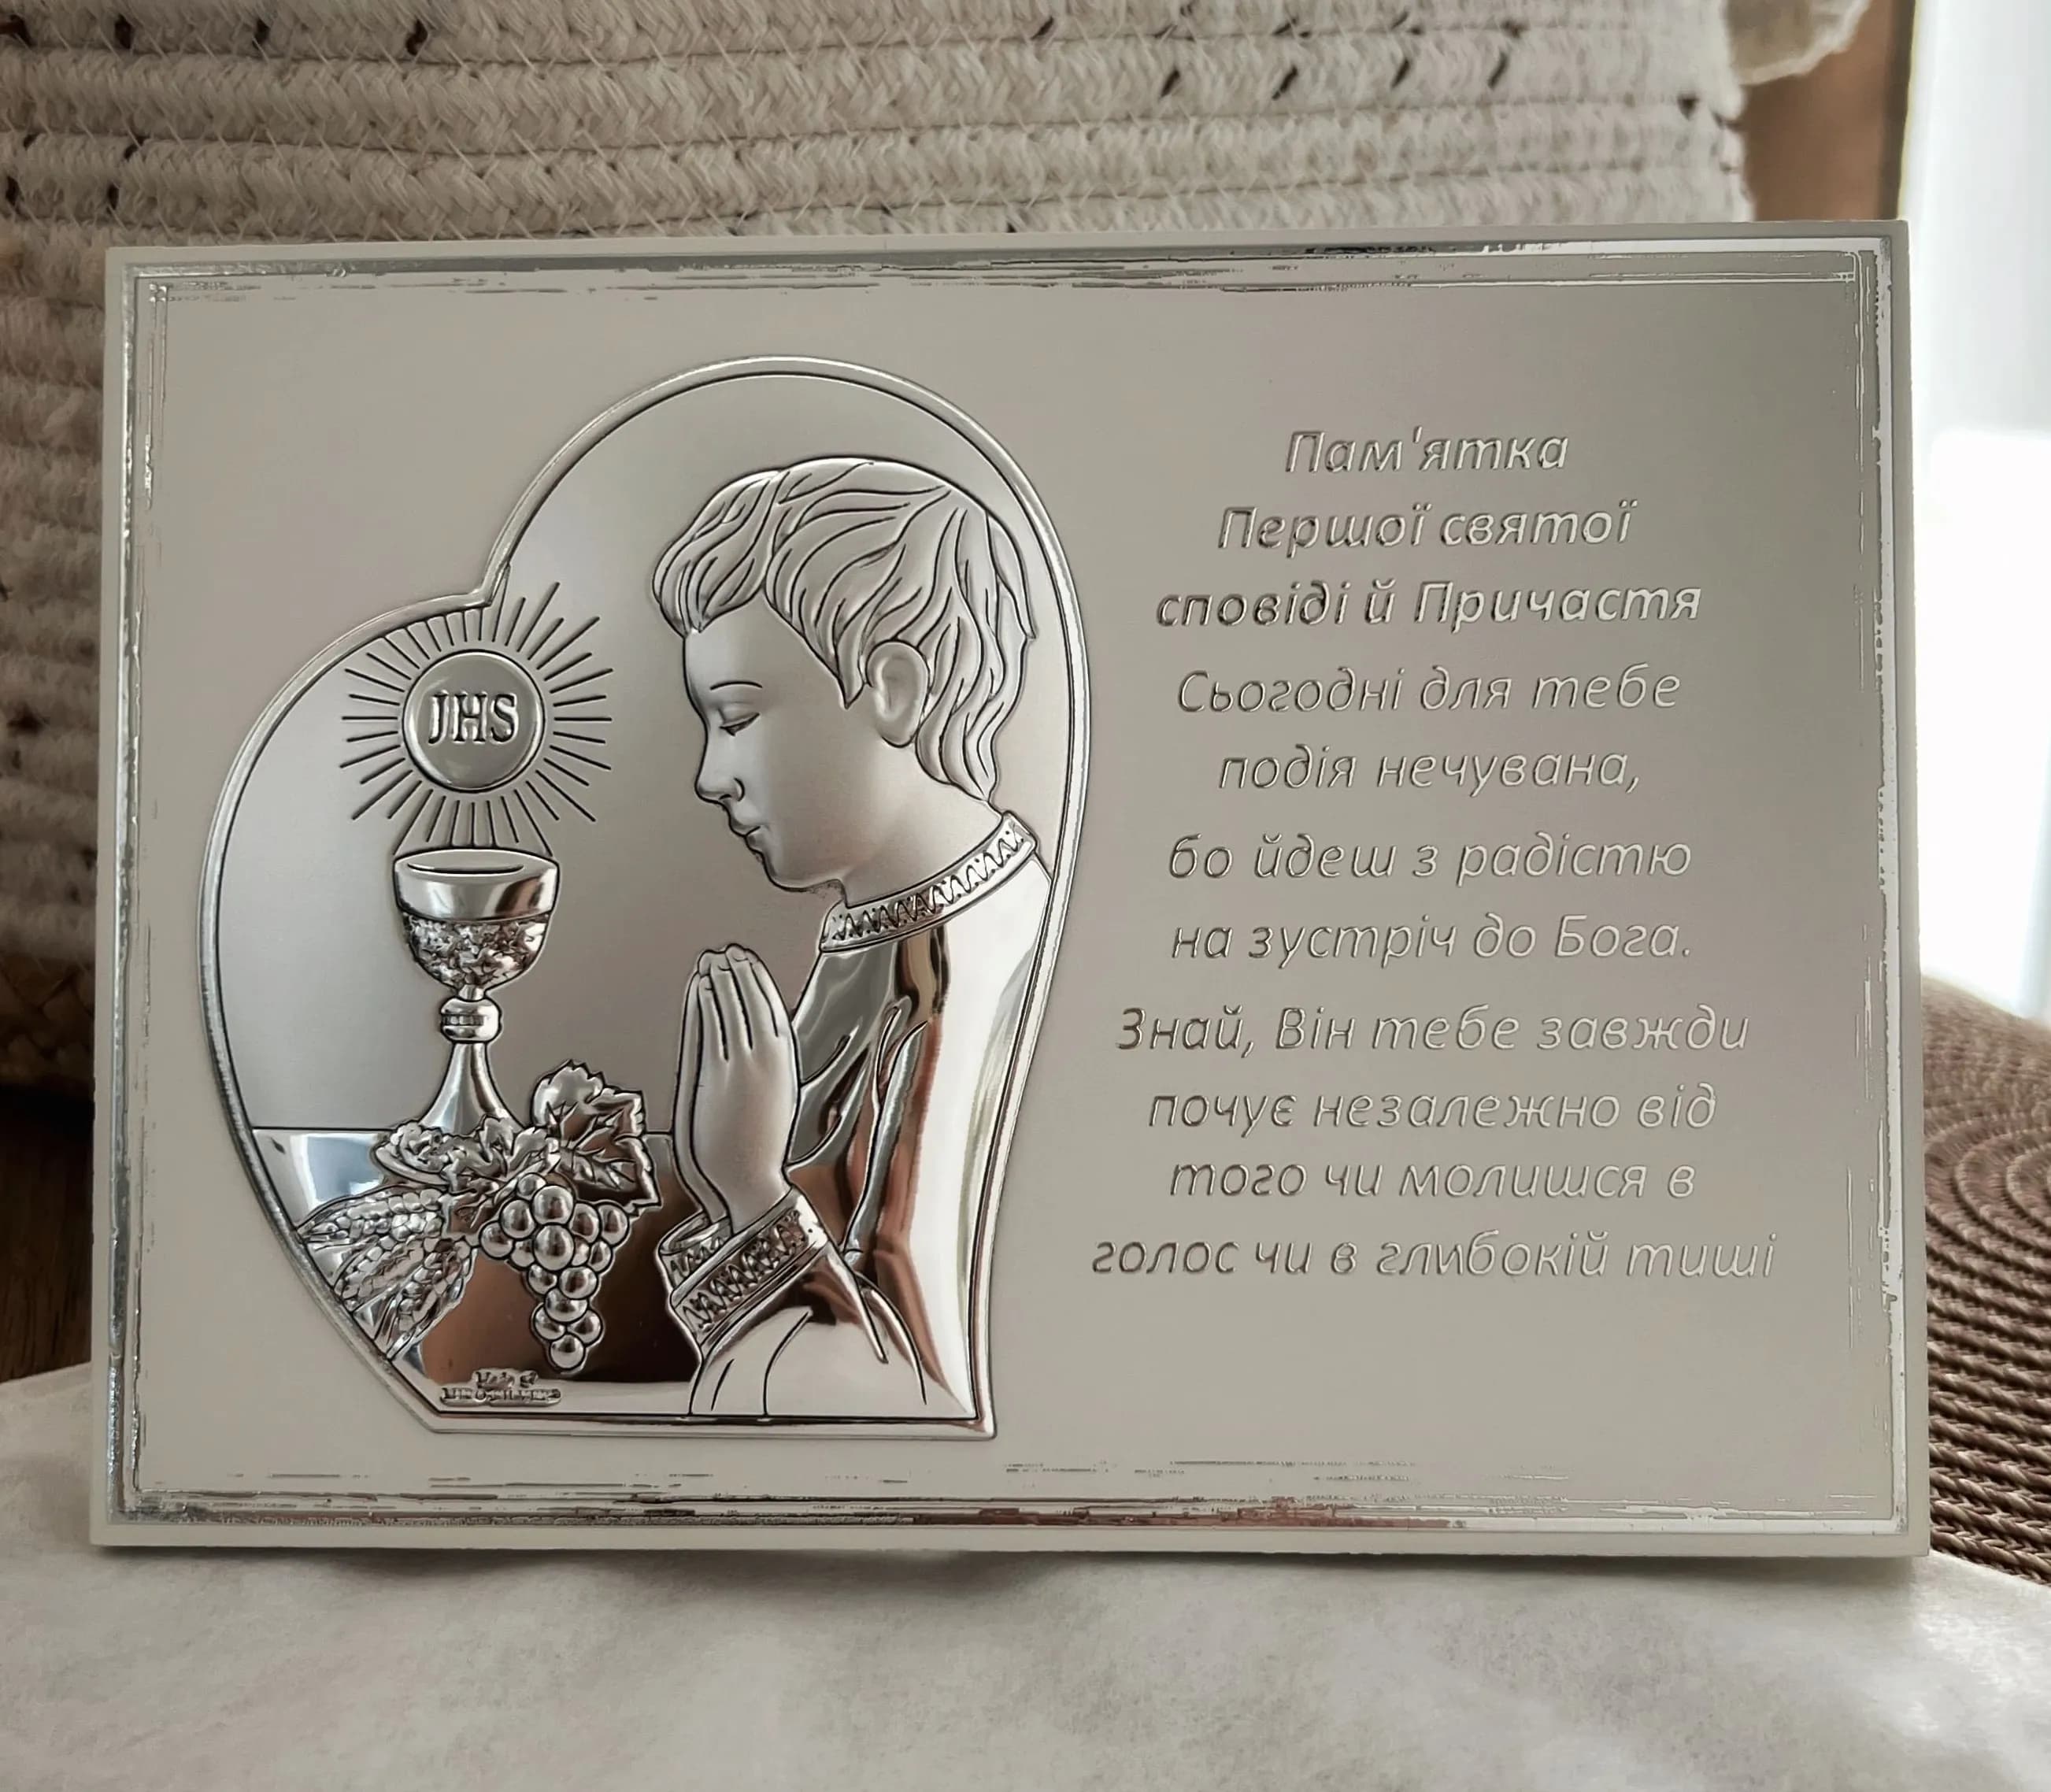 JHS
Пам'ятка
Першої святої
сповіді й Причастя
Сьогодні для тебе
подія нечувана,
бо йдеш з радістю
на зустріч до Бога.
Знай, Він тебе завжди
почує незалежно від
того чи молишся в
голос чи в глибокій тиші